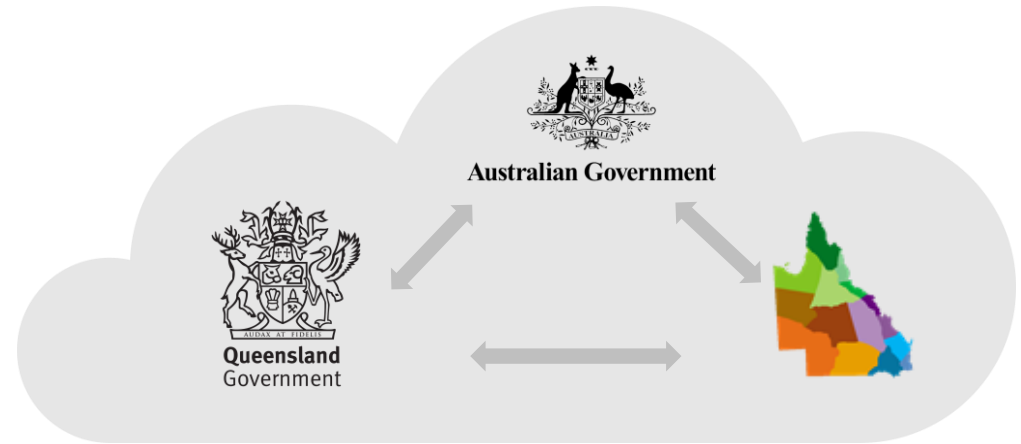 AUSTRALIA
Australian Government
AUDAX AT FIDELIS
Queensland
Government